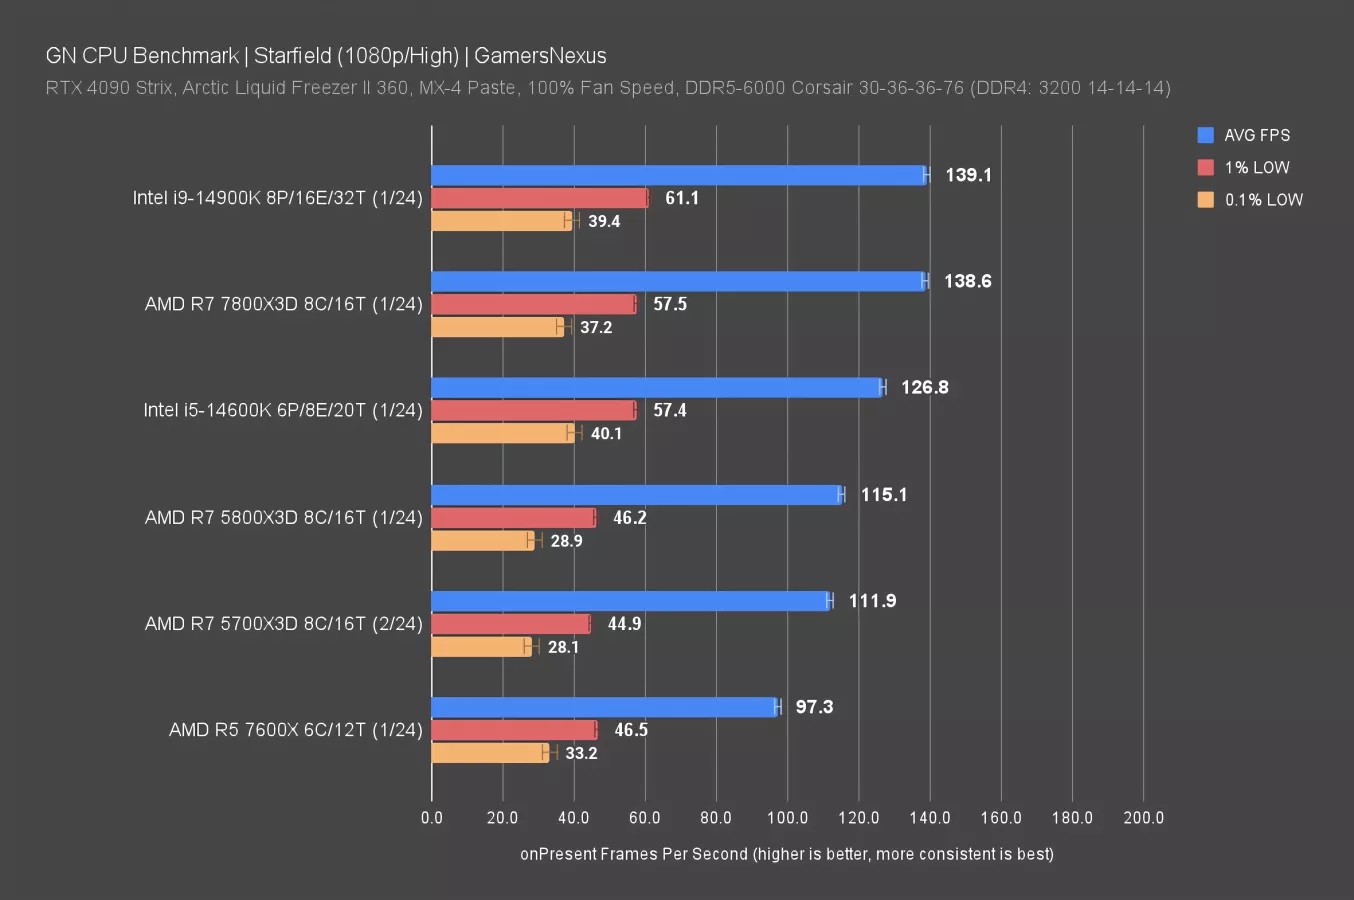 GN CPU Benchmark | Starfield (1080p/High) | GamersNexus
RTX 4090 Strix, Arctic Liquid Freezer II 360, MX-4 Paste, 100% Fan Speed, DDR5-6000 Corsair 30-36-36-76 (DDR4: 3200 14-14-14)
AVG FPS
1% LOW
0.1% LOW
Intel i9-14900K 8P/16E/32T (1/24)
139.1
61.1
39.4
AMD R7 7800X3D 8C/16T (1/24)
138.6
57.5
37.2
Intel i5-14600K 6P/8E/20T (1/24)
126.8
57.4
40.1
AMD R7 5800X3D 8C/16T (1/24)
115.1
46.2
28.9
AMD R7 5700X3D 8C/16T (2/24)
111.9
44.9
28.1
AMD R5 7600X 6C/12T (1/24)
97.3
46.5
33.2
0.0 20.0 40.0 60.0 80.0 100.0 120.0 140.0 160.0 180.0 200.0
onPresent Frames Per Second (higher is better, more consistent is best)